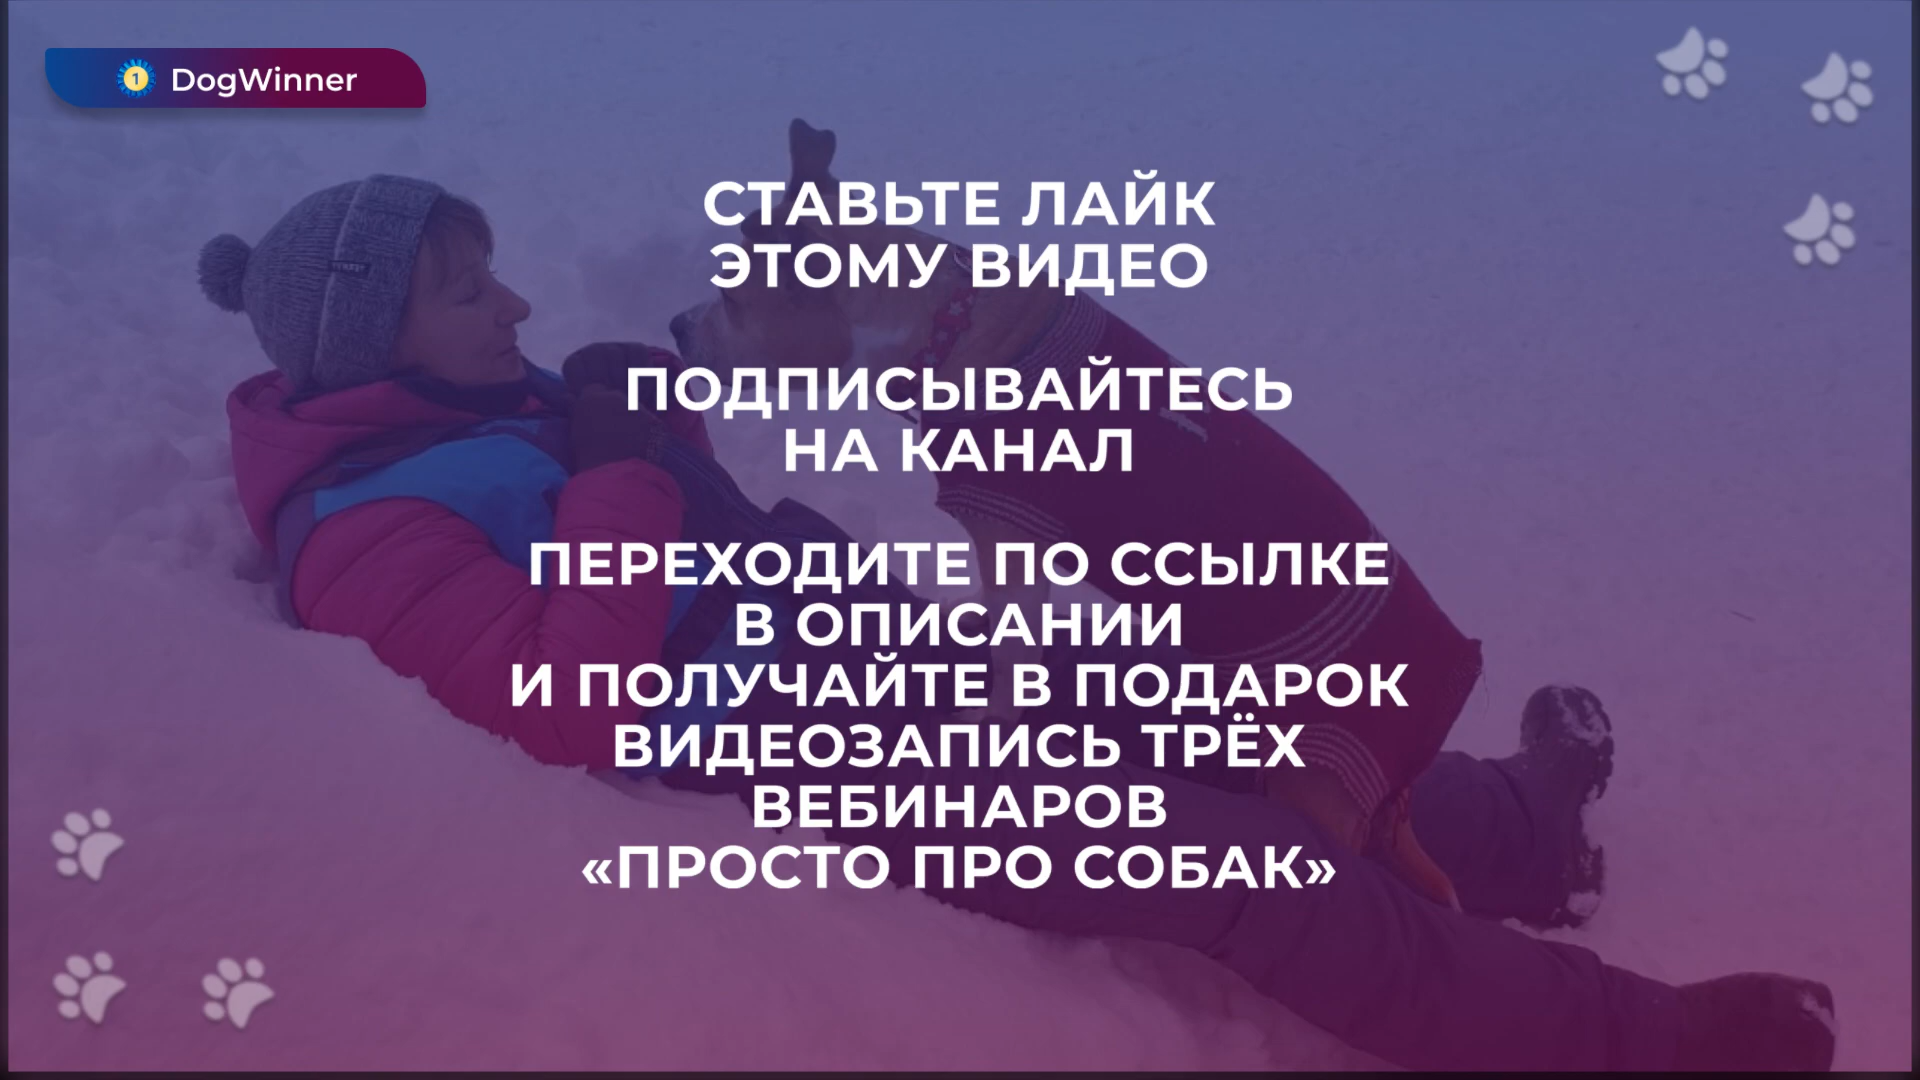 1
DogWinner
СТАВЬТЕ ЛАЙК
ЭТОМУ ВИДЕО
ПОДПИСЫВАЙТЕСЬ
НА КАНАЛ
ПЕРЕХОДИТЕ ПО ССЫЛКЕ
В ОПИСАНИИ
И ПОЛУЧАЙТЕ В ПОДАРОК
ВИДЕОЗАПИСЬ ТРЁХ
ВЕБИНАРОВ
«ПРОСТО ПРО СОБАК»